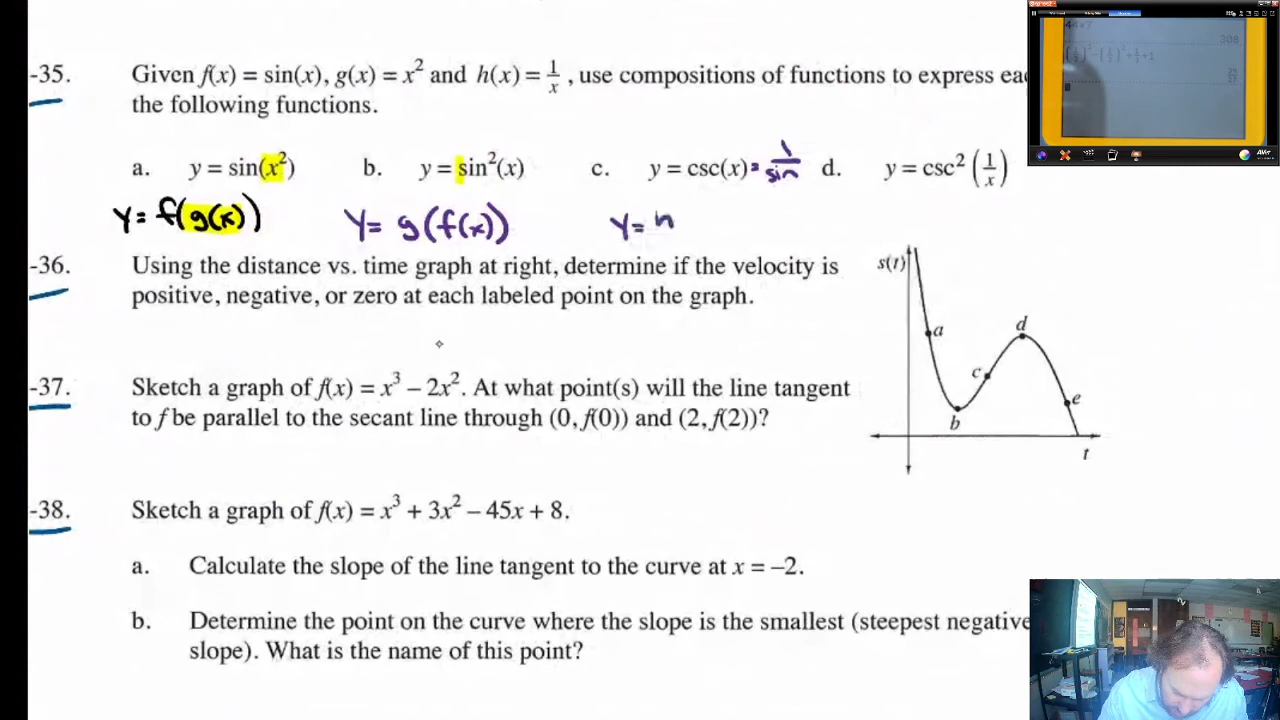 -35. Given f(x) = sin(x), g(x) = x² and h(x) = 1/x, use compositions of functions to express ea
the following functions.
a. y = sin(x²) b. y = sin²(x) c. y = csc(x) = 1/sin d. y = csc²(1/x)
y = f(g(x)) y = g(f(x)) y = h
-36. Using the distance vs. time graph at right, determine if the velocity is
positive, negative, or zero at each labeled point on the graph.
s(t)
a
d
c
e
b
t
-37. Sketch a graph of f(x) = x³ – 2x². At what point(s) will the line tangent
to f be parallel to the secant line through (0, f(0)) and (2, f(2))?
-38. Sketch a graph of f(x) = x³ + 3x² – 45x + 8.
a. Calculate the slope of the line tangent to the curve at x = –2.
b. Determine the point on the curve where the slope is the smallest (steepest negative
slope). What is the name of this point?
308